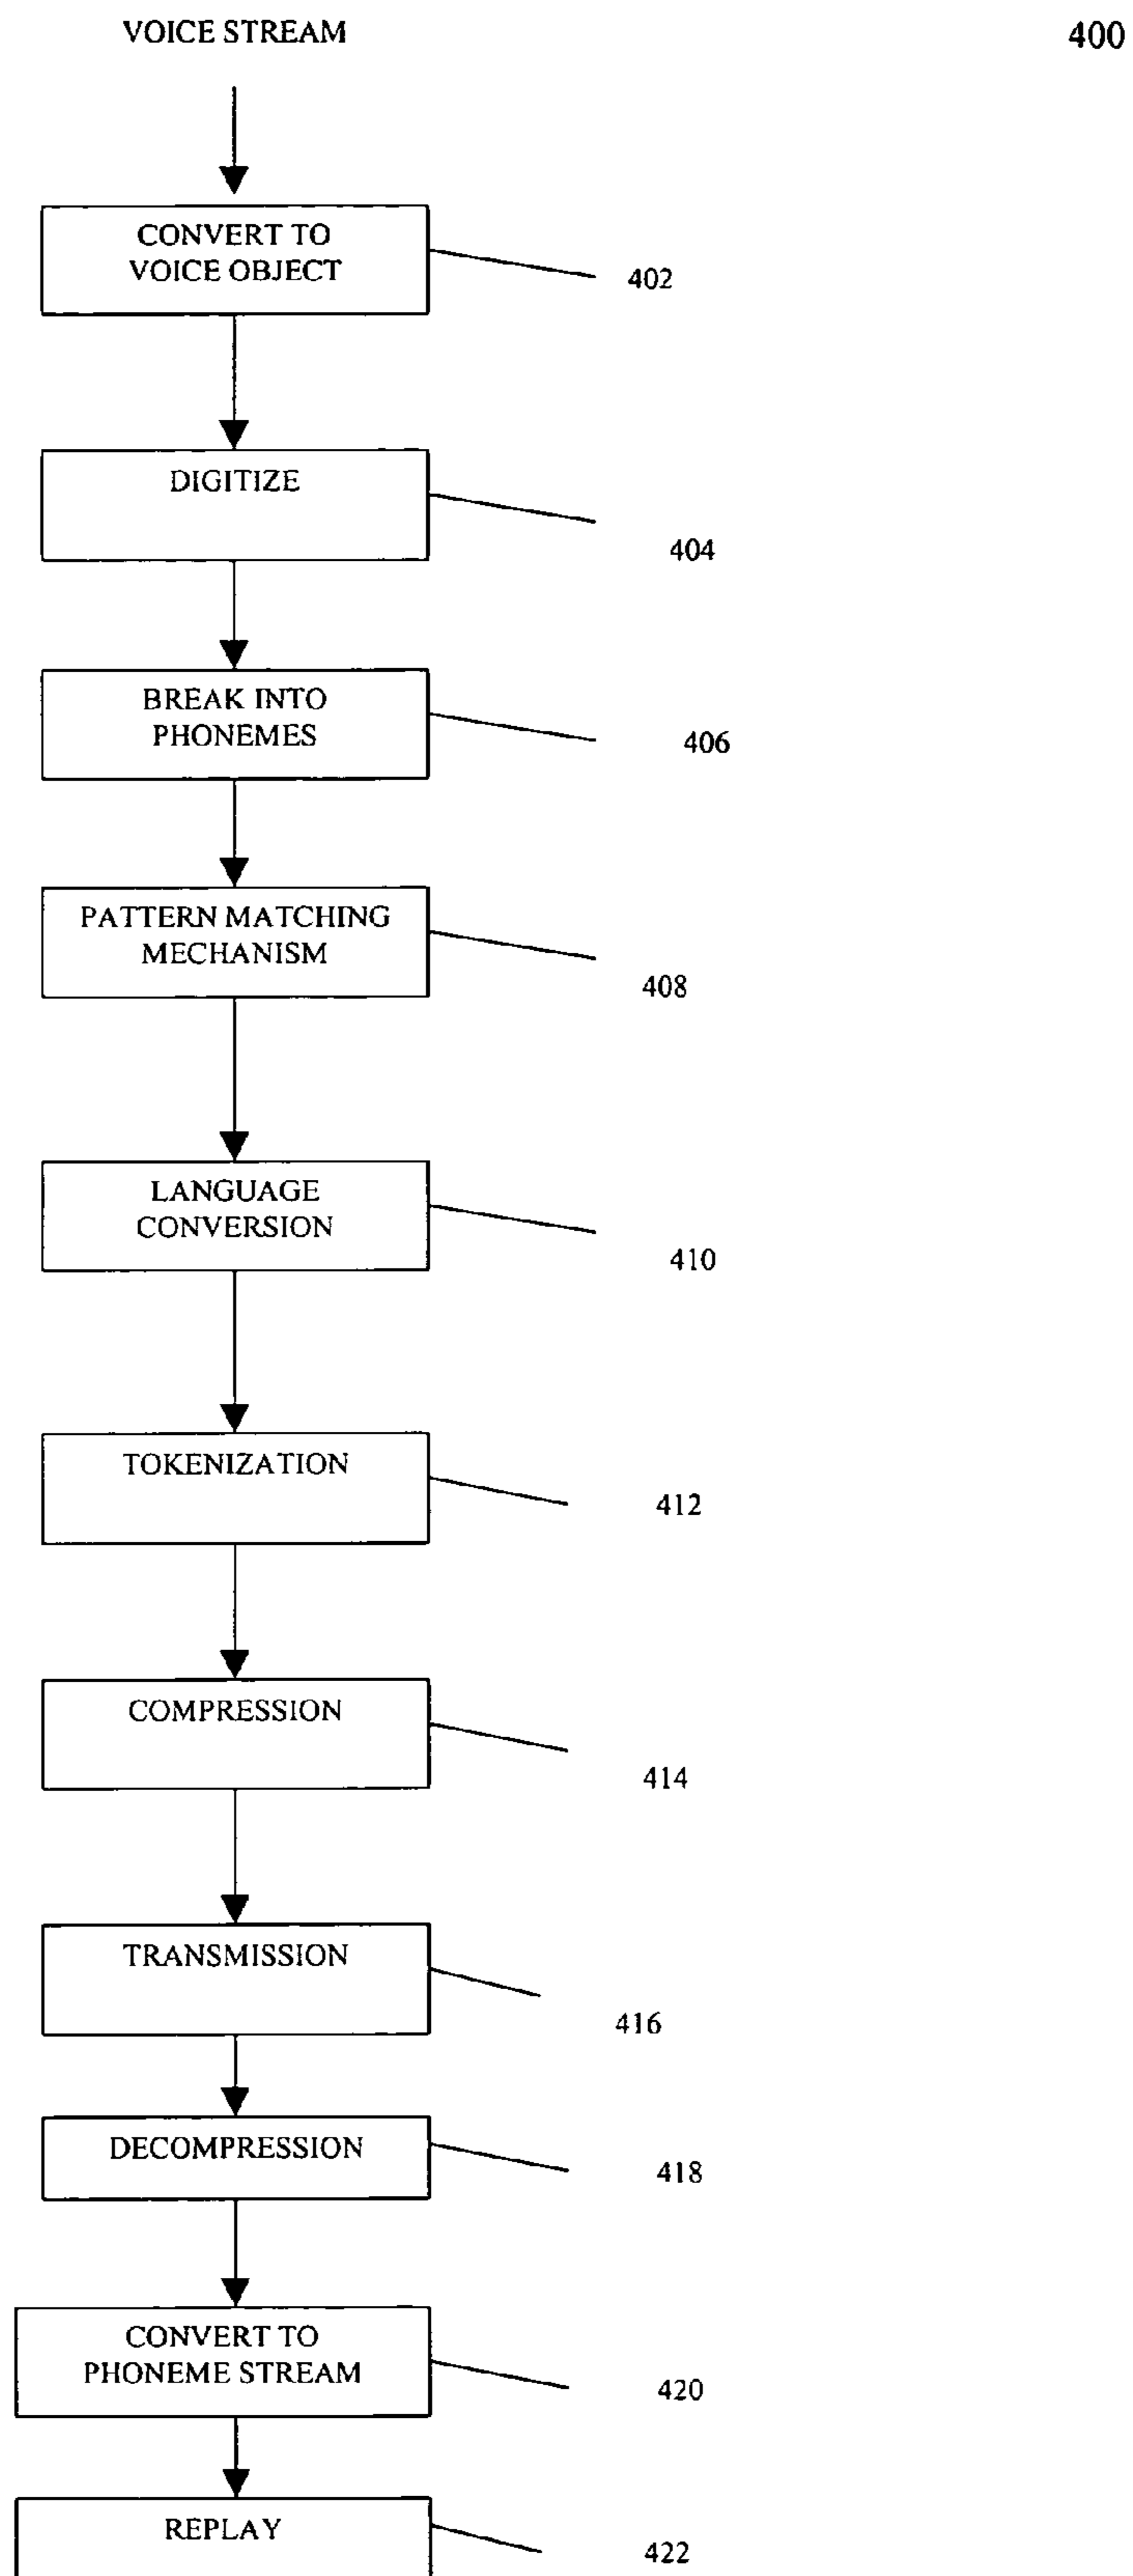 VOICE STREAM
400
CONVERT TO
VOICE OBJECT
402
DIGITIZE
404
BREAK INTO
PHONEMES
406
PATTERN MATCHING
MECHANISM
408
LANGUAGE
CONVERSION
410
TOKENIZATION
412
COMPRESSION
414
TRANSMISSION
416
DECOMPRESSION
418
CONVERT TO
PHONEME STREAM
420
REPLAY
422